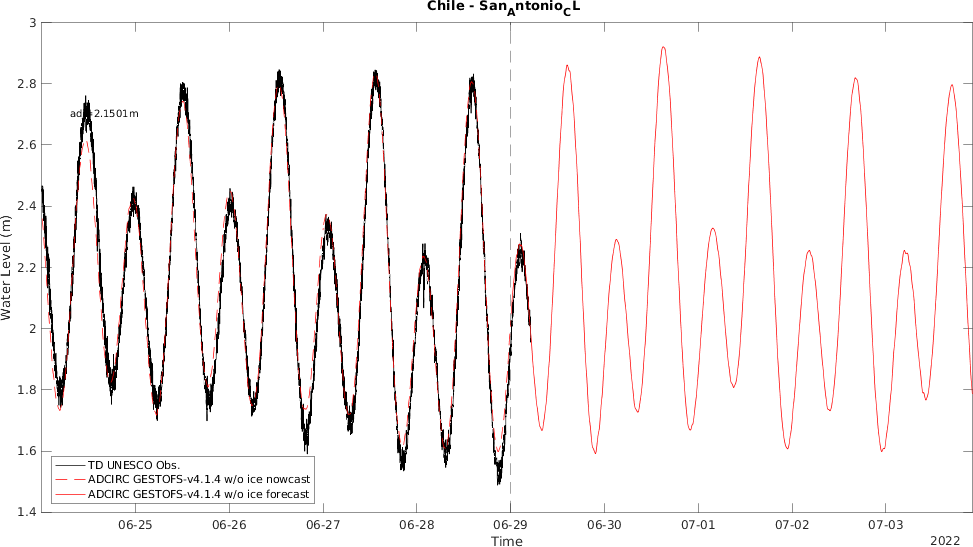 Chile - SanAntonioCL
3
2.8
2.6
2.4
2.2
2
1.8
1.6
1.4
Water Level (m)
2.1501m
TD UNESCO Obs.
ADCIRC GESTOFS-v4.1.4 w/o ice nowcast
ADCIRC GESTOFS-v4.1.4 w/o ice forecast
06-25 06-26 06-27 06-28 06-29 06-30 07-01 07-02 07-03
Time
2022